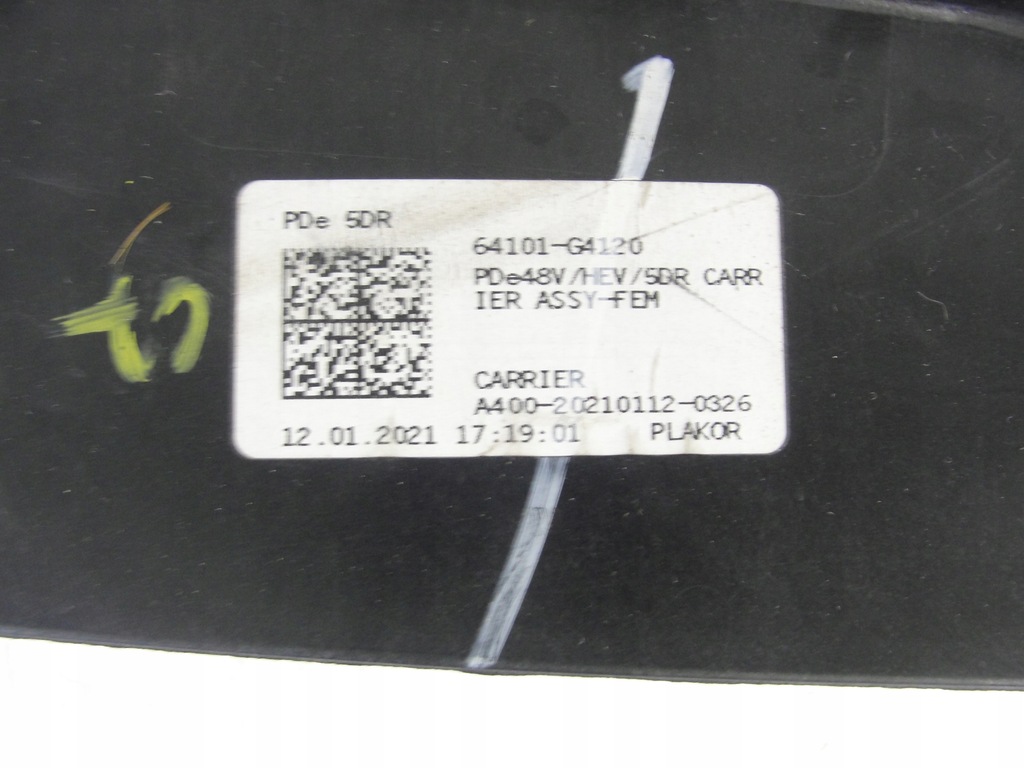 PDe 5DR
64101-G4120
PDe48V/HEV/5DR CARR
IER ASSY-FEM
CARRIER
A400-20210112-0326
12.01.2021 17:19:01 PLAKOR